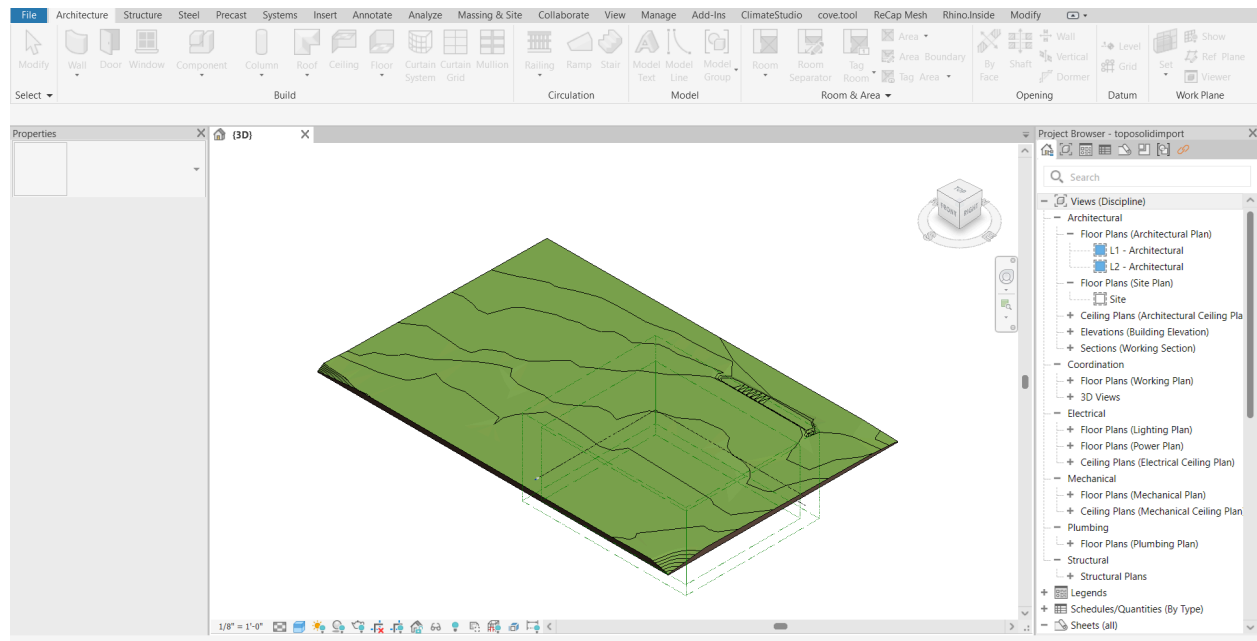 File Architecture Structure Steel Precast Systems Insert Annotate Analyze Massing & Site Collaborate View Manage Add-Ins ClimateStudio cove.tool ReCap Mesh Rhino.Inside Modify
Modify Wall Door Window Component Column Roof Ceiling Floor Curtain System Curtain Grid Mullion Railing Ramp Stair Model Text Model Line Model Group Room Room Separator Tag Room Area Area Boundary Tag Area By Face Shaft Wall Vertical Dormer Level Grid Set Show Ref Plane Viewer
Select Build Circulation Model Room & Area Opening Datum Work Plane
Properties
{3D}
TOP
FRONT
RIGHT
1/8" = 1'-0"
Project Browser - toposolidimport
Search
Views (Discipline)
Architectural
Floor Plans (Architectural Plan)
L1 - Architectural
L2 - Architectural
Floor Plans (Site Plan)
Site
Ceiling Plans (Architectural Ceiling Pla
Elevations (Building Elevation)
Sections (Working Section)
Coordination
Floor Plans (Working Plan)
3D Views
Electrical
Floor Plans (Lighting Plan)
Floor Plans (Power Plan)
Ceiling Plans (Electrical Ceiling Plan)
Mechanical
Floor Plans (Mechanical Plan)
Ceiling Plans (Mechanical Ceiling Plan
Plumbing
Floor Plans (Plumbing Plan)
Structural
Structural Plans
Legends
Schedules/Quantities (By Type)
Sheets (all)